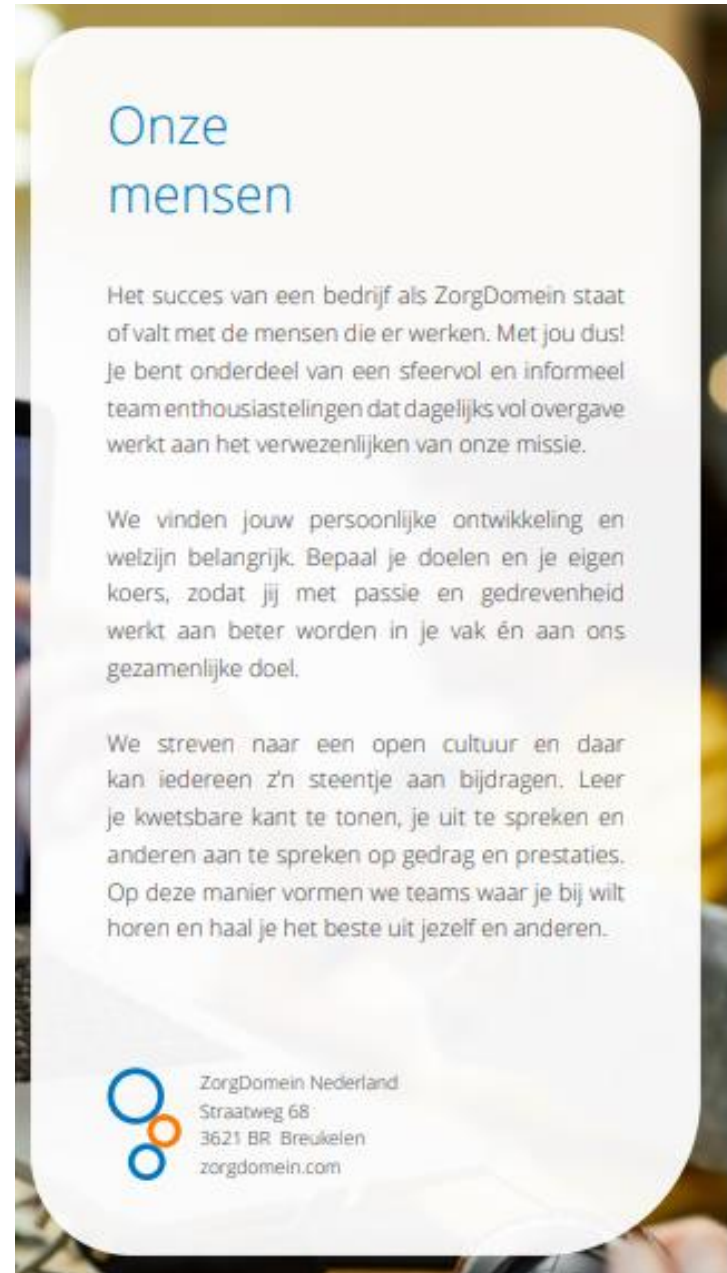 Onze
mensen
Het succes van een bedrijf als ZorgDomein staat
of valt met de mensen die er werken. Met jou dus!
Je bent onderdeel van een sfeervol en informeel
team enthousiastelingen dat dagelijks vol overgave
werkt aan het verwezenlijken van onze missie.
We vinden jouw persoonlijke ontwikkeling en
welzijn belangrijk. Bepaal je doelen en je eigen
koers, zodat jij met passie en gedrevenheid
werkt aan beter worden in je vak én aan ons
gezamenlijke doel.
We streven naar een open cultuur en daar
kan iedereen z'n steentje aan bijdragen. Leer
je kwetsbare kant te tonen, je uit te spreken en
anderen aan te spreken op gedrag en prestaties.
Op deze manier vormen we teams waar je bij wilt
horen en haal je het beste uit jezelf en anderen.
ZorgDomein Nederland
Straatweg 68
3621 BR Breukelen
zorgdomein.com